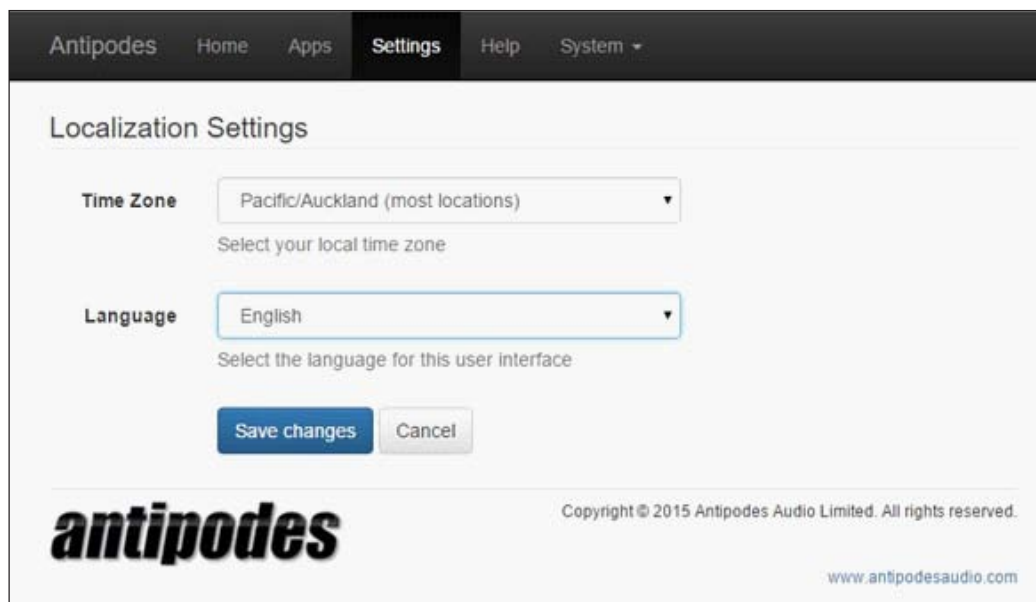 Antipodes Home Apps Settings Help System
Localization Settings
Time Zone Pacific/Auckland (most locations)
Select your local time zone
Language English
Select the language for this user interface
Save changes Cancel
antipodes
Copyright © 2015 Antipodes Audio Limited. All rights reserved.
www.antipodesaudio.com